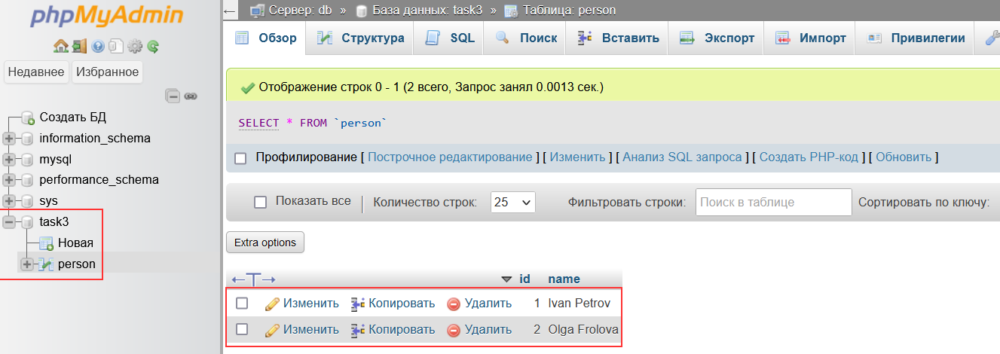 phpMyAdmin
Недавнее Избранное
Создать БД
information_schema
mysql
performance_schema
sys
task3
Новая
person
Сервер: db » База данных: task3 » Таблица: person
Обзор Структура SQL Поиск Вставить Экспорт Импорт Привилегии
Отображение строк 0 - 1 (2 всего, Запрос занял 0.0013 сек.)
SELECT * FROM `person`
Профилирование [ Построчное редактирование ] [ Изменить ] [ Анализ SQL запроса ] [ Создать PHP-код ] [ Обновить ]
Показать все Количество строк: 25 Фильтровать строки: Поиск в таблице Сортировать по ключу:
Extra options
←T→ id name
Изменить Копировать Удалить 1 Ivan Petrov
Изменить Копировать Удалить 2 Olga Frolova